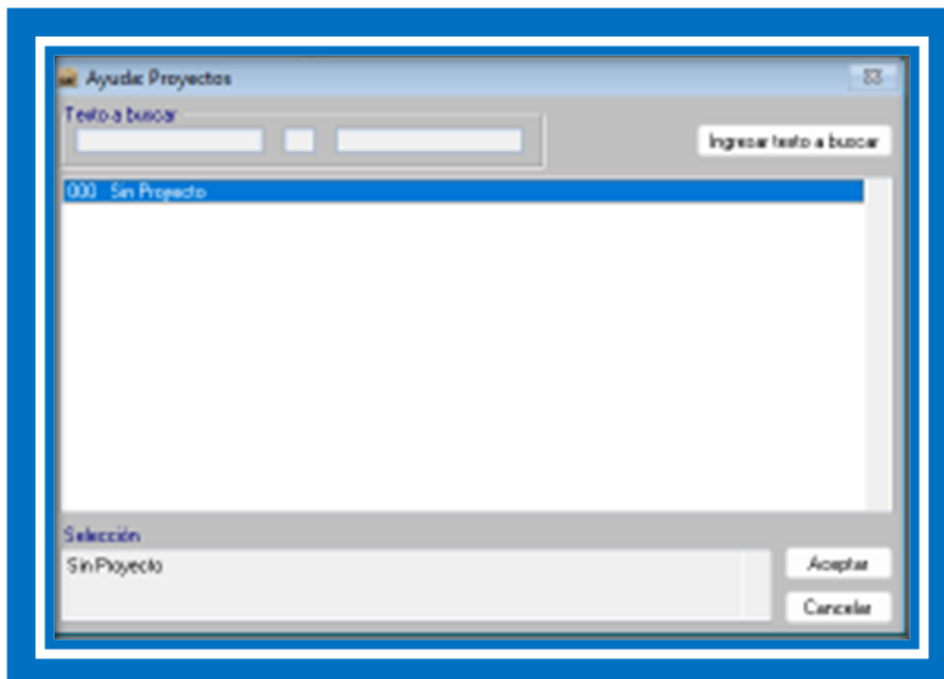 Ayuda: Proyectos
Texto a buscar
Ingresar texto a buscar
000 Sin Proyecto
Selección
Sin Proyecto
Aceptar
Cancelar